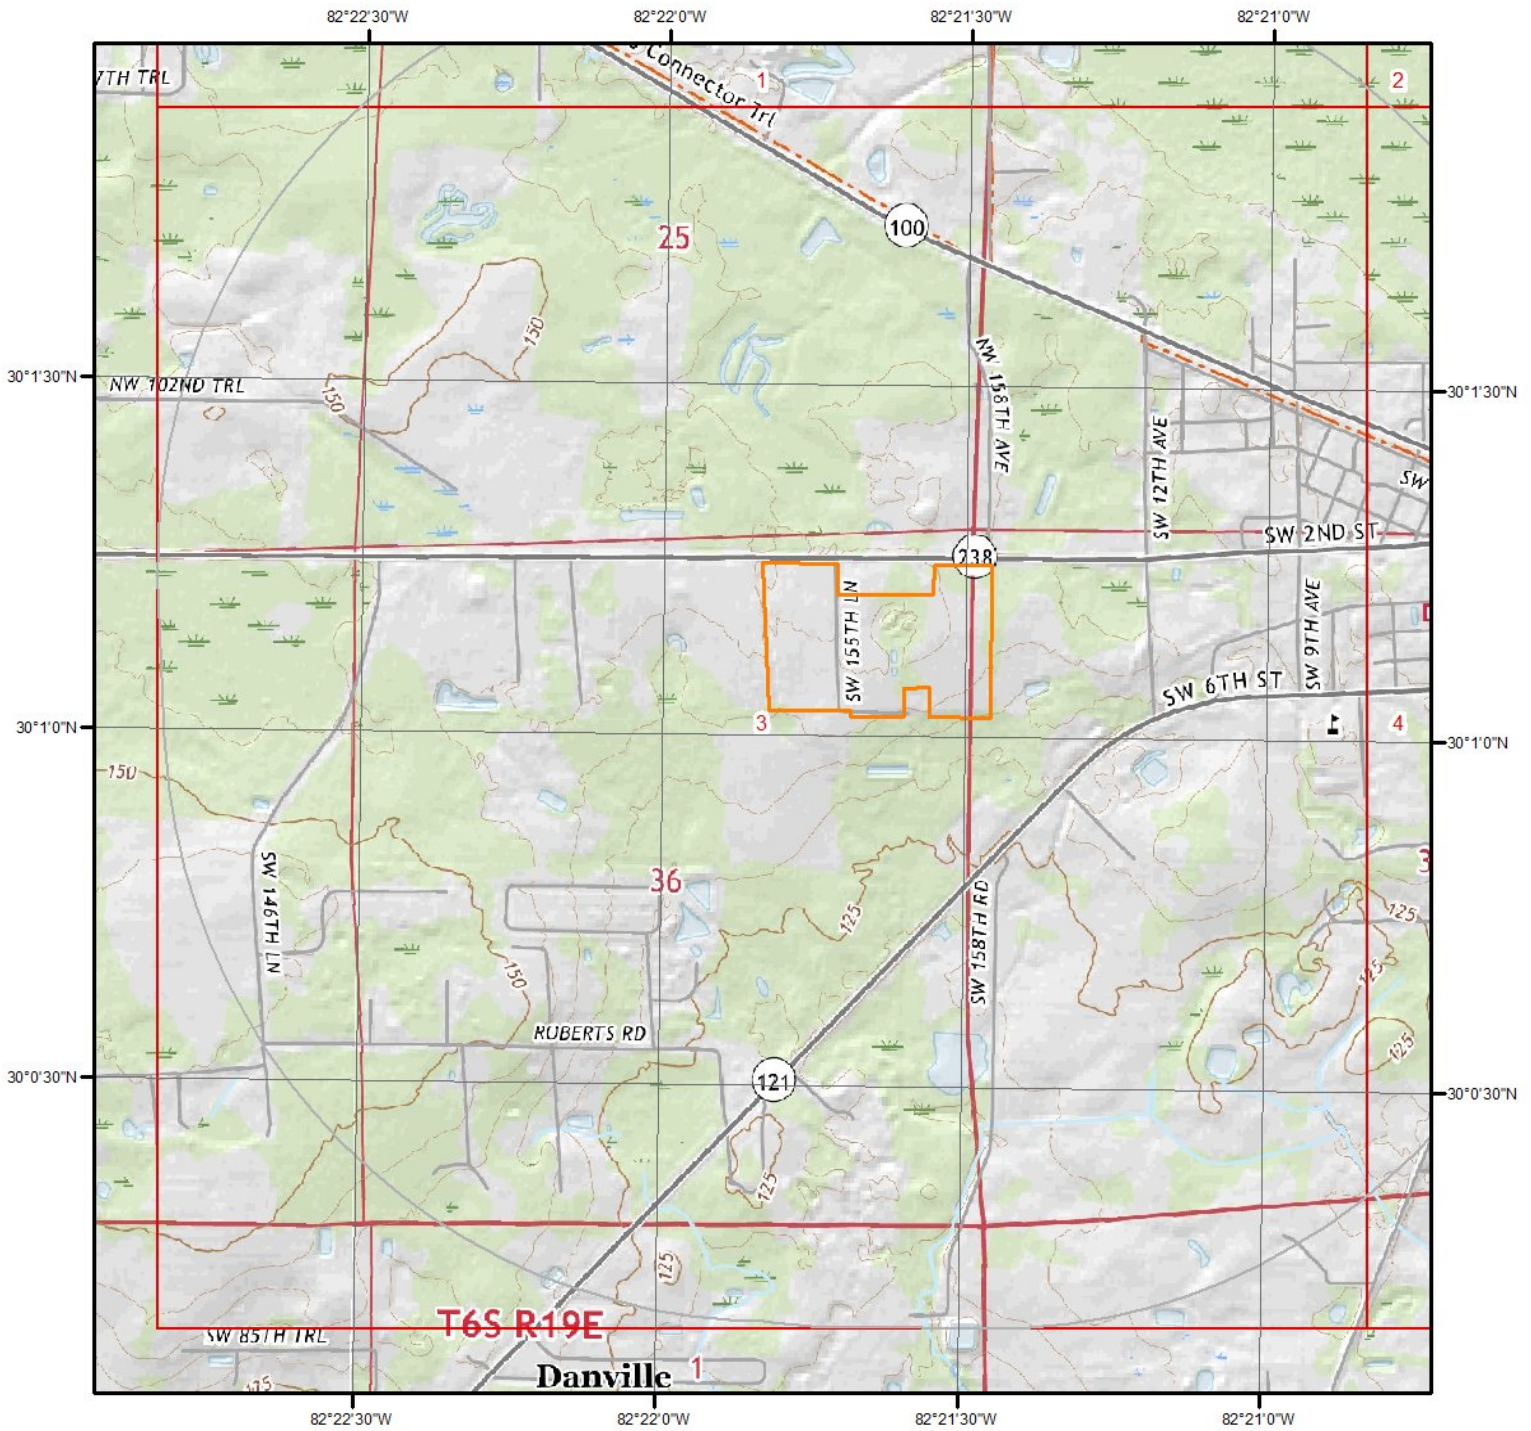 82°22'30"W
82°22'0"W
82°21'30"W
82°21'0"W
7TH TRL
Connector Trl
1
2
100
25
150
30°1'30"N
NW 102ND TRL
150
NW 158TH AVE
30°1'30"N
SW 12TH AVE
SW
SW 2ND ST
238
SW 155TH LN
SW 9TH AVE
SW 6TH ST
30°1'0"N
3
4
30°1'0"N
150
SW 146TH LN
36
125
SW 158TH RD
3
125
150
125
ROBERTS RD
125
30°0'30"N
121
30°0'30"N
125
125
T6S R19E
SW 85TH TRL
Danville
1
125
82°22'30"W
82°22'0"W
82°21'30"W
82°21'0"W